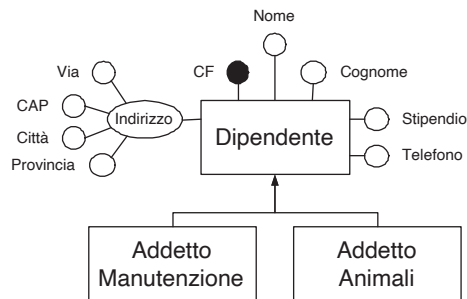 Nome
Via
CF
Cognome
CAP
Indirizzo
Città
Dipendente
Stipendio
Provincia
Telefono
Addetto
Manutenzione
Addetto
Animali